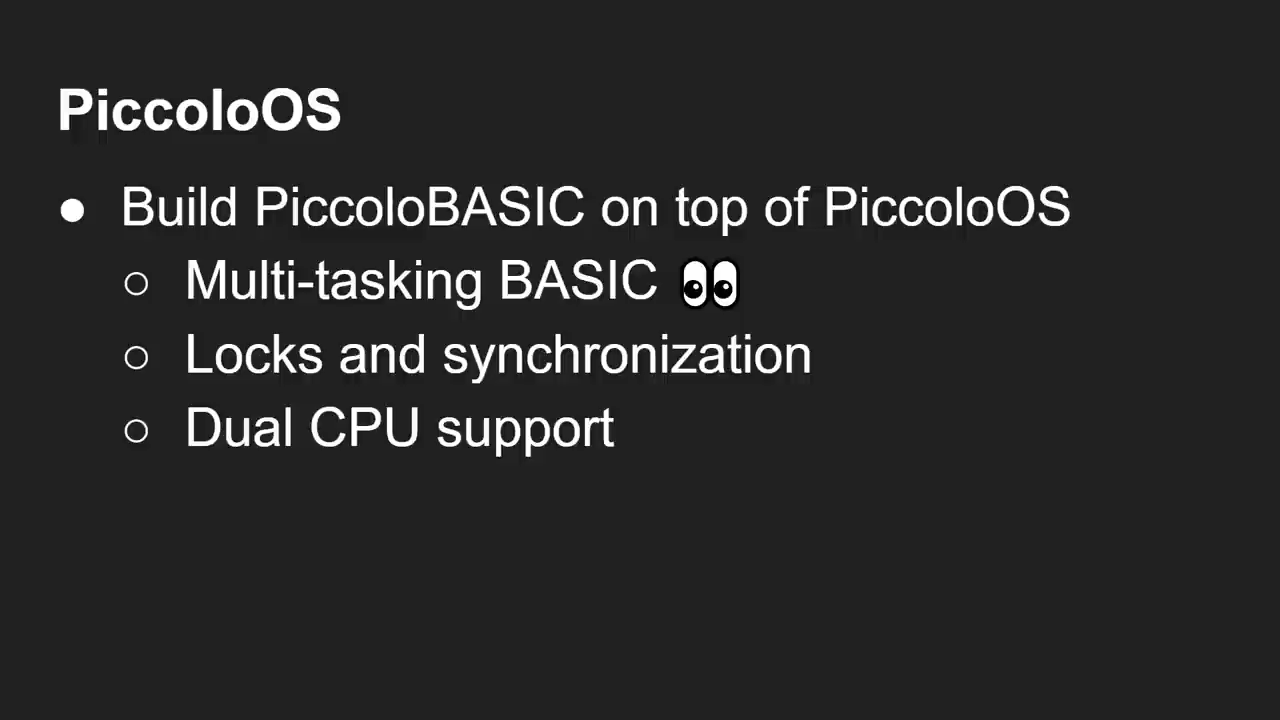 PiccoloOS
● Build PiccoloBASIC on top of PiccoloOS
○ Multi-tasking BASIC 👀
○ Locks and synchronization
○ Dual CPU support